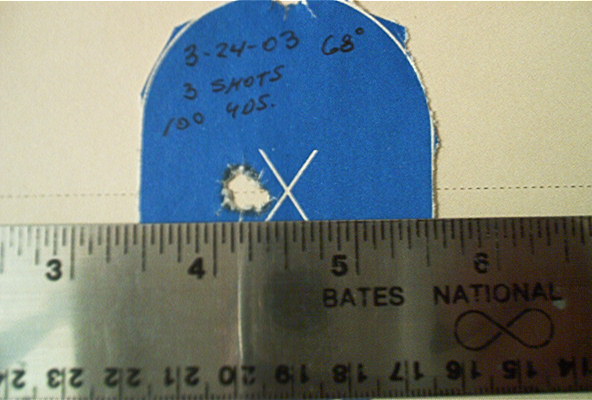 3-24-03 68°
3 SHOTS
100 YDS.
3 4 5 6
BATES NATIONAL
24 23 22 21 20 19 18 17 16 15 14